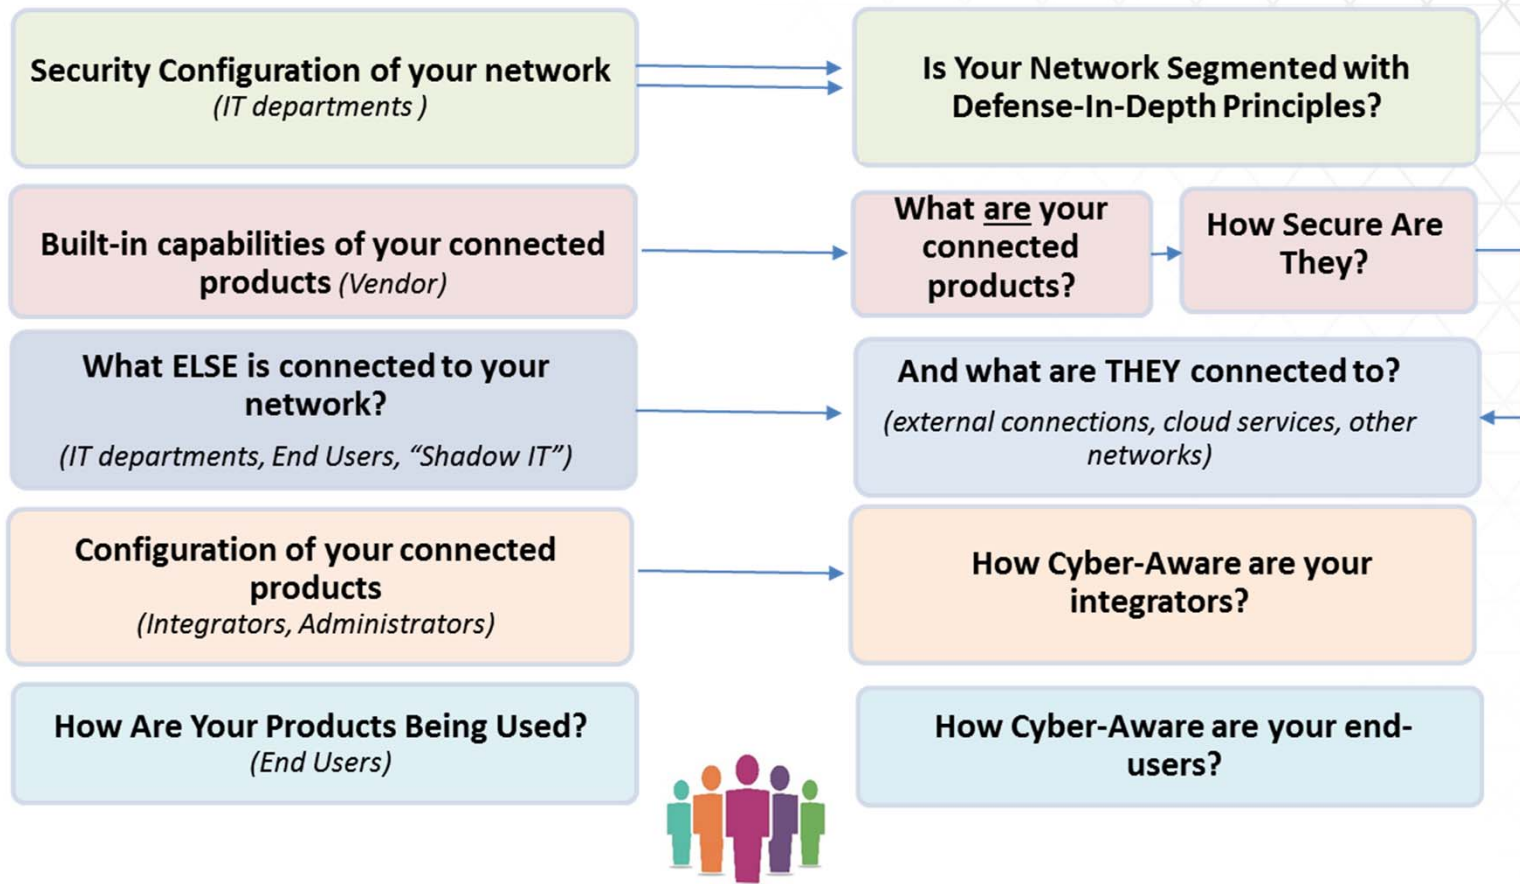 Security Configuration of your network
(IT departments )
Is Your Network Segmented with
Defense-In-Depth Principles?
Built-in capabilities of your connected
products (Vendor)
What are your
connected
products?
How Secure Are
They?
What ELSE is connected to your
network?
(IT departments, End Users, “Shadow IT”)
And what are THEY connected to?
(external connections, cloud services, other
networks)
Configuration of your connected
products
(Integrators, Administrators)
How Cyber-Aware are your
integrators?
How Are Your Products Being Used?
(End Users)
How Cyber-Aware are your end-
users?